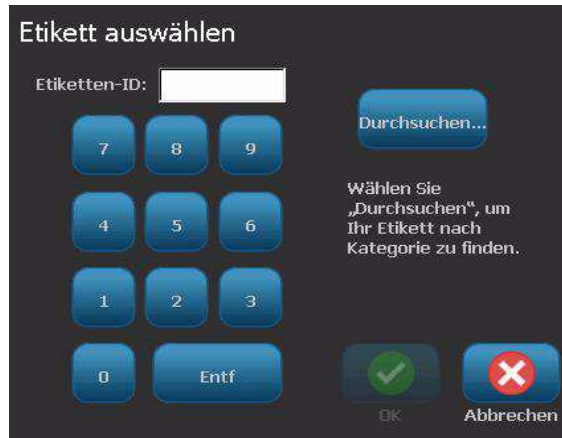 Etikett auswählen
Etiketten-ID:
Durchsuchen...
7 8 9
Wählen Sie
„Durchsuchen“, um
Ihr Etikett nach
Kategorie zu finden.
4 5 6
1 2 3
0 Entf
OK Abbrechen